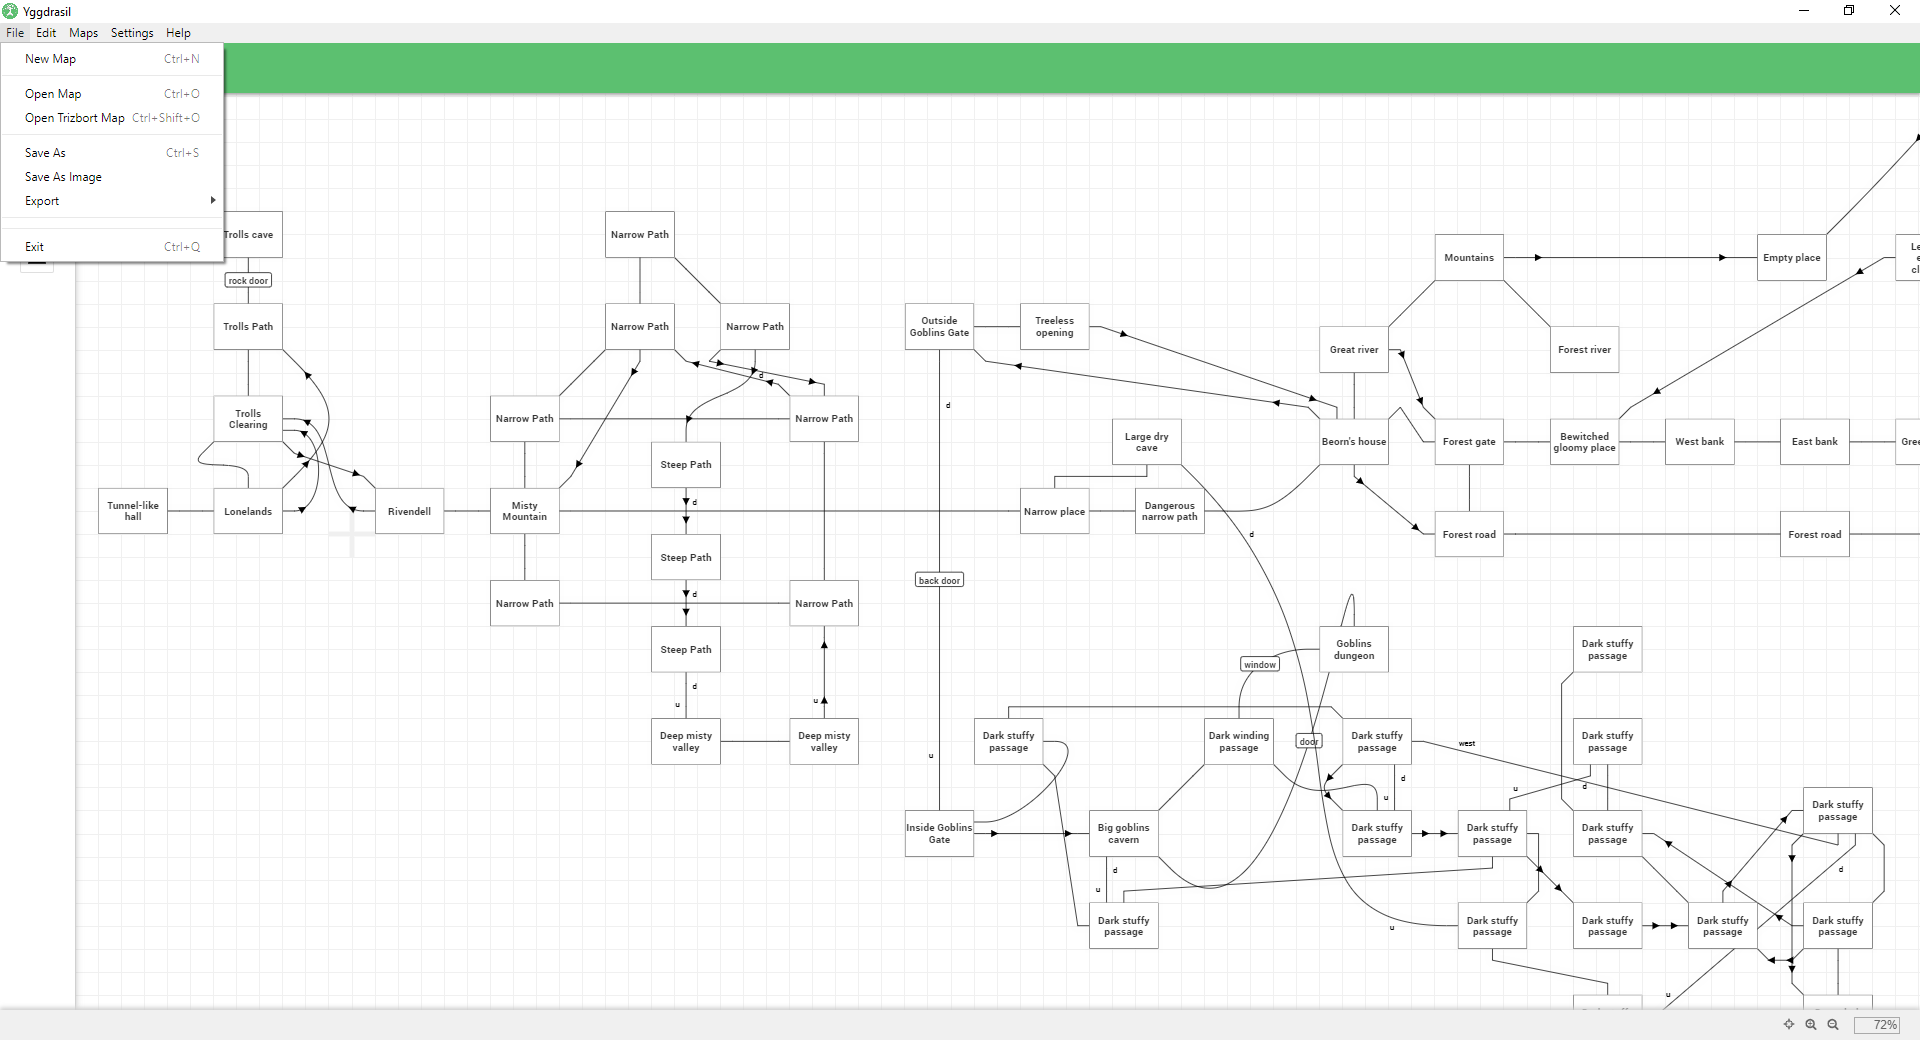 Yggdrasil
File Edit Maps Settings Help
New Map Ctrl+N
Open Map Ctrl+O
Open Trizbort Map Ctrl+Shift+O
Save As Ctrl+S
Save As Image
Export
Exit Ctrl+Q
Trolls cave
rock door
Trolls Path
Trolls
Clearing
Tunnel-like
hall
Lonelands
Rivendell
Narrow Path
Narrow Path
Narrow Path
d
Narrow Path
Narrow Path
Steep Path
Misty
Mountain
d
Steep Path
d
Narrow Path
Narrow Path
Steep Path
d
u
u
Deep misty
valley
Deep misty
valley
Outside
Goblins Gate
Treeless
opening
d
Large dry
cave
Narrow place
Dangerous
narrow path
d
back door
u
Mountains
Empty place
Great river
Forest river
Beorn's house
Forest gate
Bewitched
gloomy place
West bank
East bank
Forest road
Forest road
Goblins
dungeon
window
Dark stuffy
passage
Dark stuffy
passage
Dark winding
passage
door
Dark stuffy
passage
west
Dark stuffy
passage
d
u
u
d
Inside Goblins
Gate
Big goblins
cavern
Dark stuffy
passage
Dark stuffy
passage
Dark stuffy
passage
Dark stuffy
passage
d
u
d
Dark stuffy
passage
u
Dark stuffy
passage
Dark stuffy
passage
Dark stuffy
passage
Dark stuffy
passage
u
72%